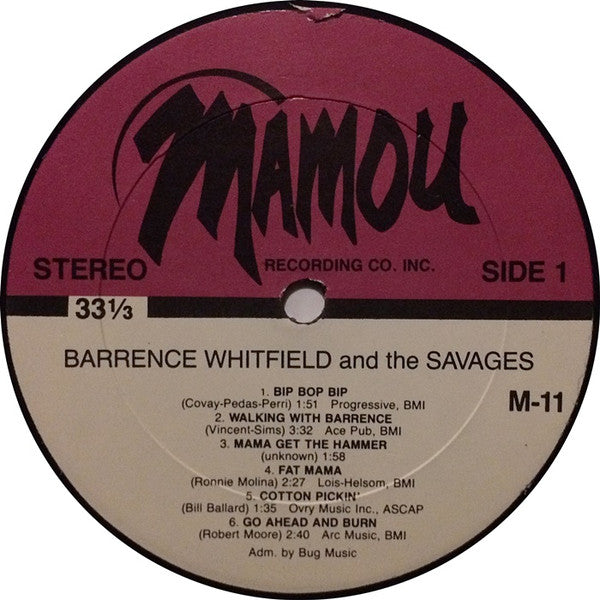 MAMOU
RECORDING CO. INC.
STEREO
SIDE 1
33⅓
BARRENCE WHITFIELD and the SAVAGES
M-11
1. BIP BOP BIP
(Covay-Pedas-Perri) 1:51 Progressive, BMI
2. WALKING WITH BARRENCE
(Vincent-Sims) 3:32 Ace Pub, BMI
3. MAMA GET THE HAMMER
(unknown) 1:58
4. FAT MAMA
(Ronnie Molina) 2:27 Lois-Helsom, BMI
5. COTTON PICKIN'
(Bill Ballard) 1:35 Ovry Music Inc., ASCAP
6. GO AHEAD AND BURN
(Robert Moore) 2:40 Arc Music, BMI
Adm. by Bug Music